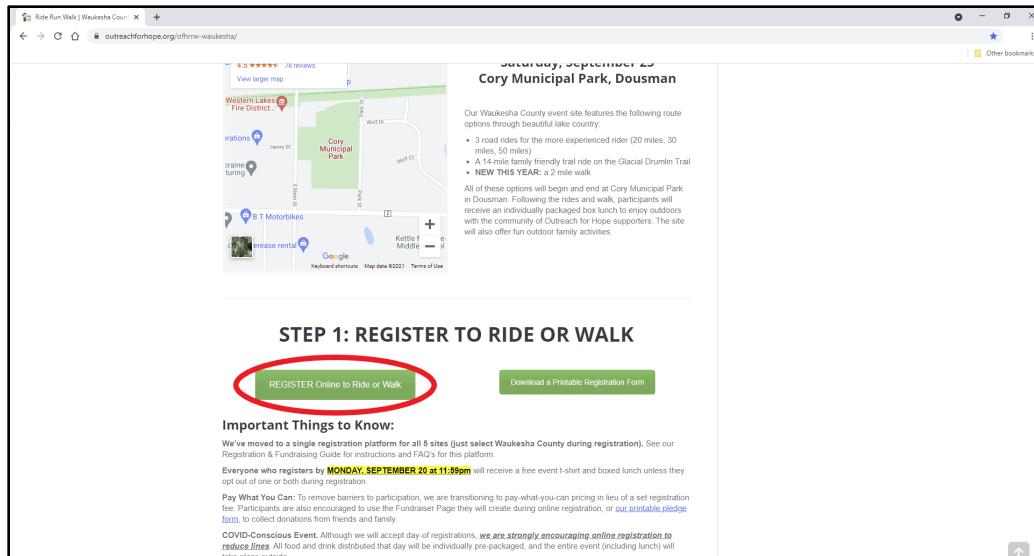 Ride Run Walk | Waukesha Count
outreachforhope.org/ofhrrw-waukesha/
Other bookmarks
4.5 78 reviews
View larger map
Western Lakes
Fire District...
Park St
Wolf Dr
Henry St
Cory
Municipal
Park
Wolf Ct
S Main St
Park St
B T Motorbikes
2
erease rental
Google
Keyboard shortcuts Map data ©2021 Terms of Use
Saturday, September 25
Cory Municipal Park, Dousman
Our Waukesha County event site features the following route
options through beautiful lake country:
• 3 road rides for the more experienced rider (20 miles, 30
miles, 50 miles)
• A 14-mile family friendly trail ride on the Glacial Drumlin Trail
• NEW THIS YEAR: a 2 mile walk
All of these options will begin and end at Cory Municipal Park
in Dousman. Following the rides and walk, participants will
receive an individually packaged box lunch to enjoy outdoors
with the community of Outreach for Hope supporters. The site
will also offer fun outdoor family activities.
STEP 1: REGISTER TO RIDE OR WALK
REGISTER Online to Ride or Walk
Download a Printable Registration Form
Important Things to Know:
We've moved to a single registration platform for all 5 sites (just select Waukesha County during registration). See our
Registration & Fundraising Guide for instructions and FAQ's for this platform.
Everyone who registers by MONDAY, SEPTEMBER 20 at 11:59pm will receive a free event t-shirt and boxed lunch unless they
opt out of one or both during registration.
Pay What You Can: To remove barriers to participation, we are transitioning to pay-what-you-can pricing in lieu of a set registration
fee. Participants are also encouraged to use the Fundraiser Page they will create during online registration, or our printable pledge
form, to collect donations from friends and family.
COVID-Conscious Event. Although we will accept day-of registrations, we are strongly encouraging online registration to
reduce lines. All food and drink distributed that day will be individually pre-packaged, and the entire event (including lunch) will